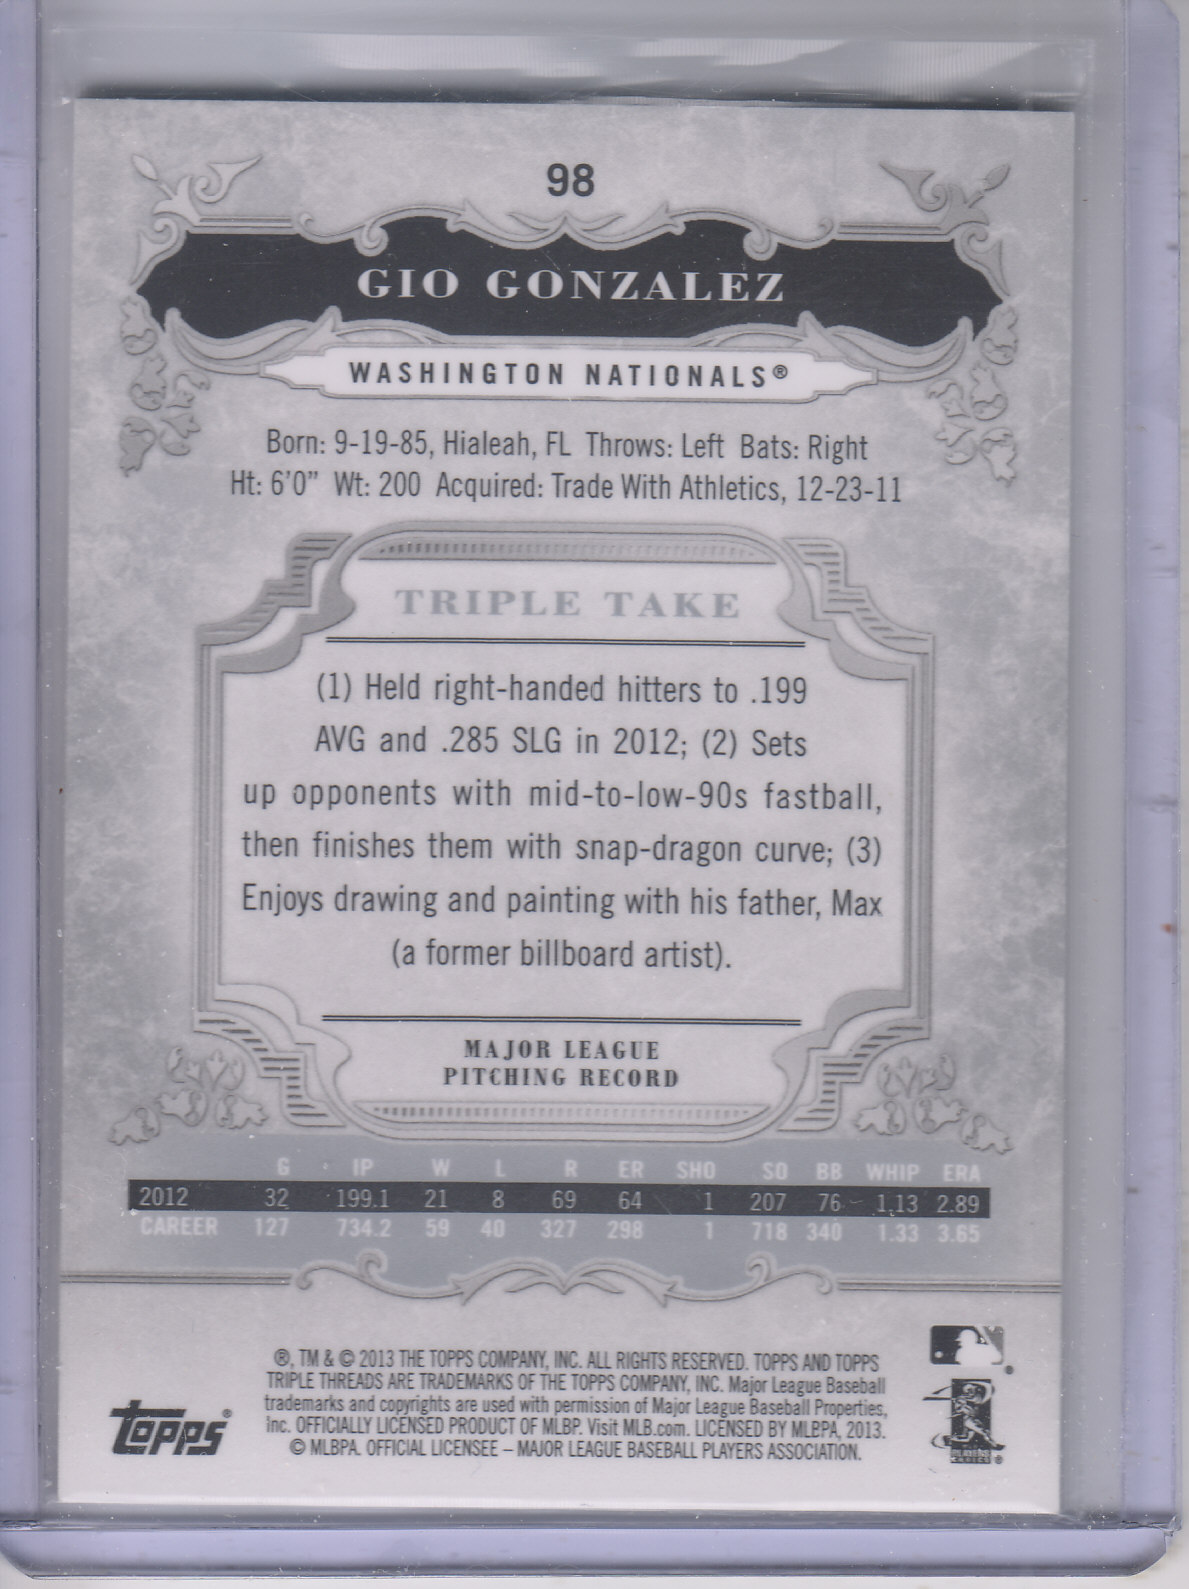 98
GIO GONZALEZ
WASHINGTON NATIONALS®
Born: 9-19-85, Hialeah, FL Throws: Left Bats: Right
Ht: 6'0" Wt: 200 Acquired: Trade With Athletics, 12-23-11
TRIPLE TAKE
(1) Held right-handed hitters to .199
AVG and .285 SLG in 2012; (2) Sets
up opponents with mid-to-low-90s fastball,
then finishes them with snap-dragon curve; (3)
Enjoys drawing and painting with his father, Max
(a former billboard artist).
MAJOR LEAGUE
PITCHING RECORD
G IP W L R ER SHO SO BB WHIP ERA
2012 32 199.1 21 8 69 64 1 207 76 1.13 2.89
CAREER 127 734.2 59 40 327 298 1 718 340 1.33 3.65
®, TM & © 2013 THE TOPPS COMPANY, INC. ALL RIGHTS RESERVED. TOPPS AND TOPPS
TRIPLE THREADS ARE TRADEMARKS OF THE TOPPS COMPANY, INC. Major League Baseball
trademarks and copyrights are used with permission of Major League Baseball Properties,
Inc. OFFICIALLY LICENSED PRODUCT OF MLBP. Visit MLB.com. LICENSED BY MLBPA, 2013.
© MLBPA. OFFICIAL LICENSEE – MAJOR LEAGUE BASEBALL PLAYERS ASSOCIATION.
Topps®
PLAYERS
CHOICE®